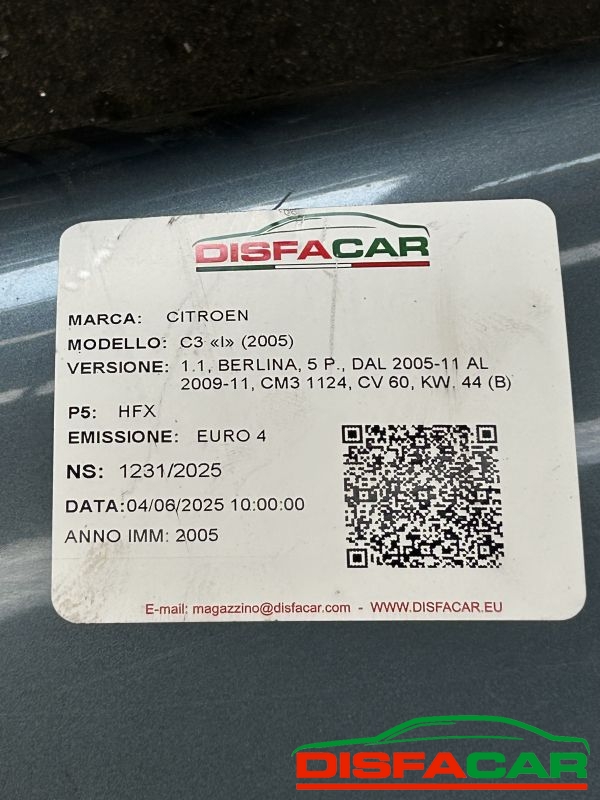 DISFACAR
MARCA: CITROEN
MODELLO: C3 «I» (2005)
VERSIONE: 1.1, BERLINA, 5 P., DAL 2005-11 AL
2009-11, CM3 1124, CV 60, KW. 44 (B)
P5: HFX
EMISSIONE: EURO 4
NS: 1231/2025
DATA:04/06/2025 10:00:00
ANNO IMM: 2005
E-mail: magazzino@disfacar.com - WWW.DISFACAR.EU
DISFACAR